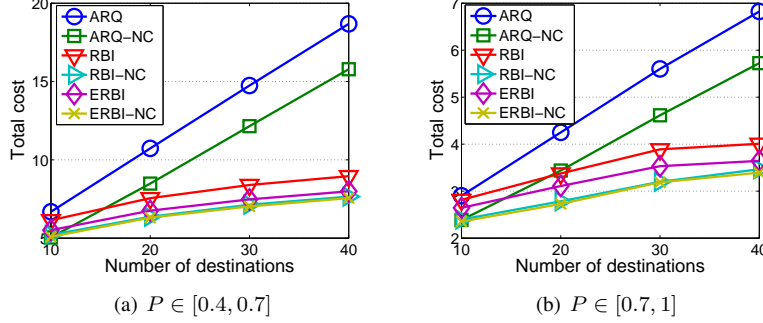 20
15
10
5
Total cost
ARQ
ARQ−NC
RBI
RBI−NC
ERBI
ERBI−NC
10 20 30 40
Number of destinations
(a) P ∈ [0.4, 0.7]
7
6
5
4
3
2
Total cost
ARQ
ARQ−NC
RBI
RBI−NC
ERBI
ERBI−NC
10 20 30 40
Number of destinations
(b) P ∈ [0.7, 1]